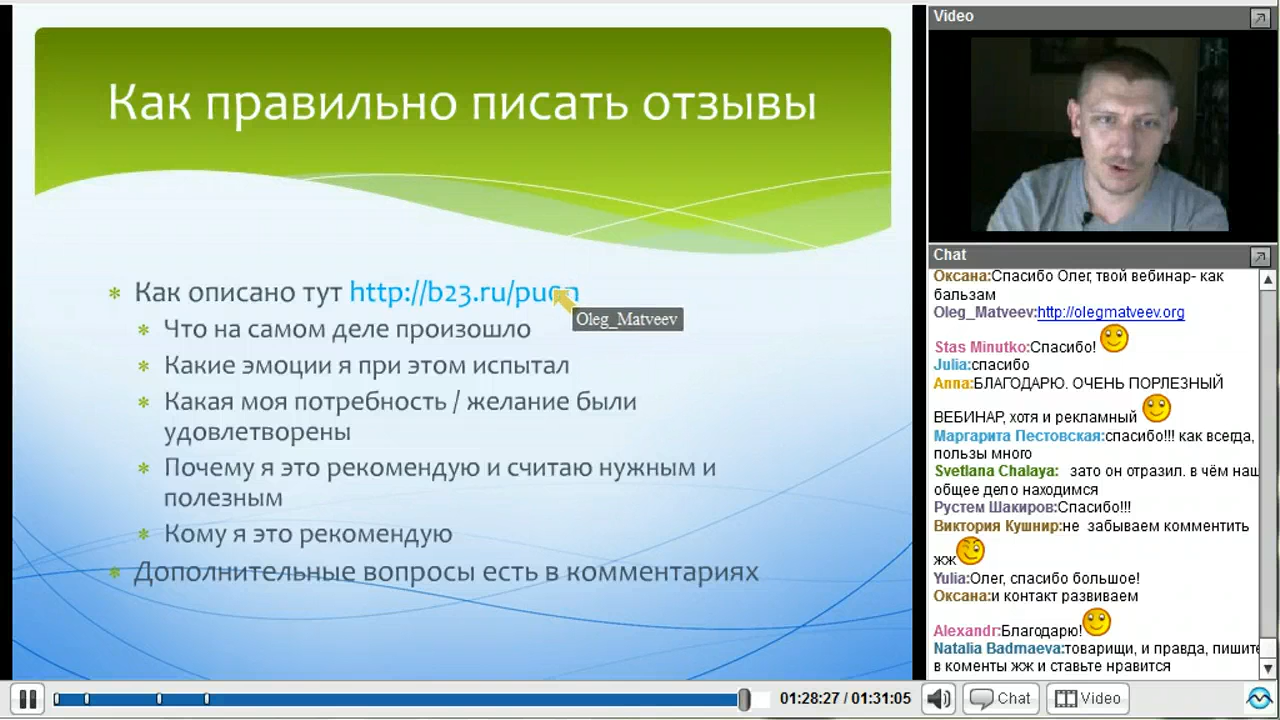 Как правильно писать отзывы
Как описано тут
Что на самом деле произошло
Какие эмоции я при этом испытал
Какая моя потребность / желание были
удовлетворены
Почему я это рекомендую и считаю нужным и
полезным
Кому я это рекомендую
Дополнительные вопросы есть в комментариях
Oleg_Matveev
Video
Chat
Оксана:Спасибо Олег, твой вебинар- как
бальзам
Oleg_Matveev:http://olegmatveev.org
Stas Minutko:Спасибо!
Julia:спасибо
Anna:БЛАГОДАРЮ. ОЧЕНЬ ПОРЛЕЗНЫЙ
ВЕБИНАР, хотя и рекламный
Маргарита Пестовская:спасибо!!! как всегда,
пользы много
Svetlana Chalaya: зато он отразил. в чём наш
общее дело находимся
Рустем Шакиров:Спасибо!!!
Виктория Кушнир:не забываем комментить
жж
Yulia:Олег, спасибо большое!
Оксана:и контакт развиваем
Alexandr:Благодарю!
Natalia Badmaeva:товарищи, и правда, пишите
в коменты жж и ставьте нравится
01:28:27 / 01:31:05
Chat
Video